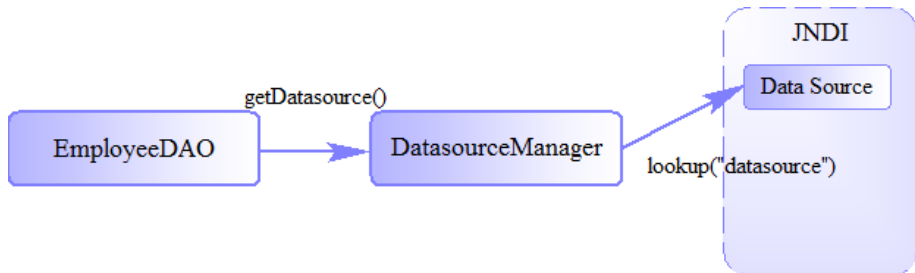 JNDI
Data Source
getDatasource()
EmployeeDAO
DatasourceManager
lookup("datasource")